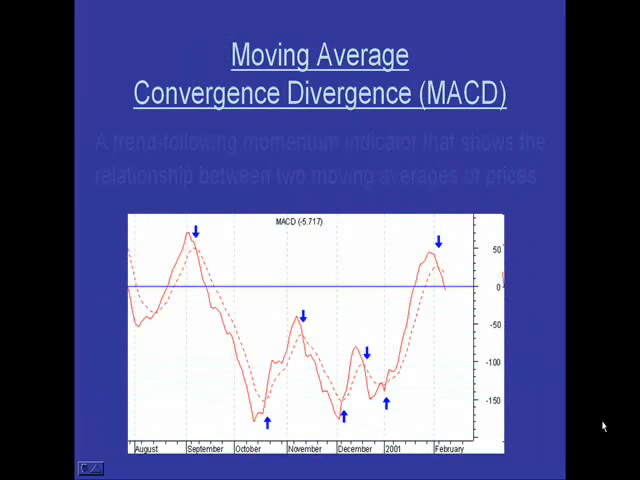 Moving Average
Convergence Divergence (MACD)
A trend-following momentum indicator that shows the
relationship between two moving averages of prices
MACD (-5.717)
50
0
-50
-100
-150
August September October November December 2001 February